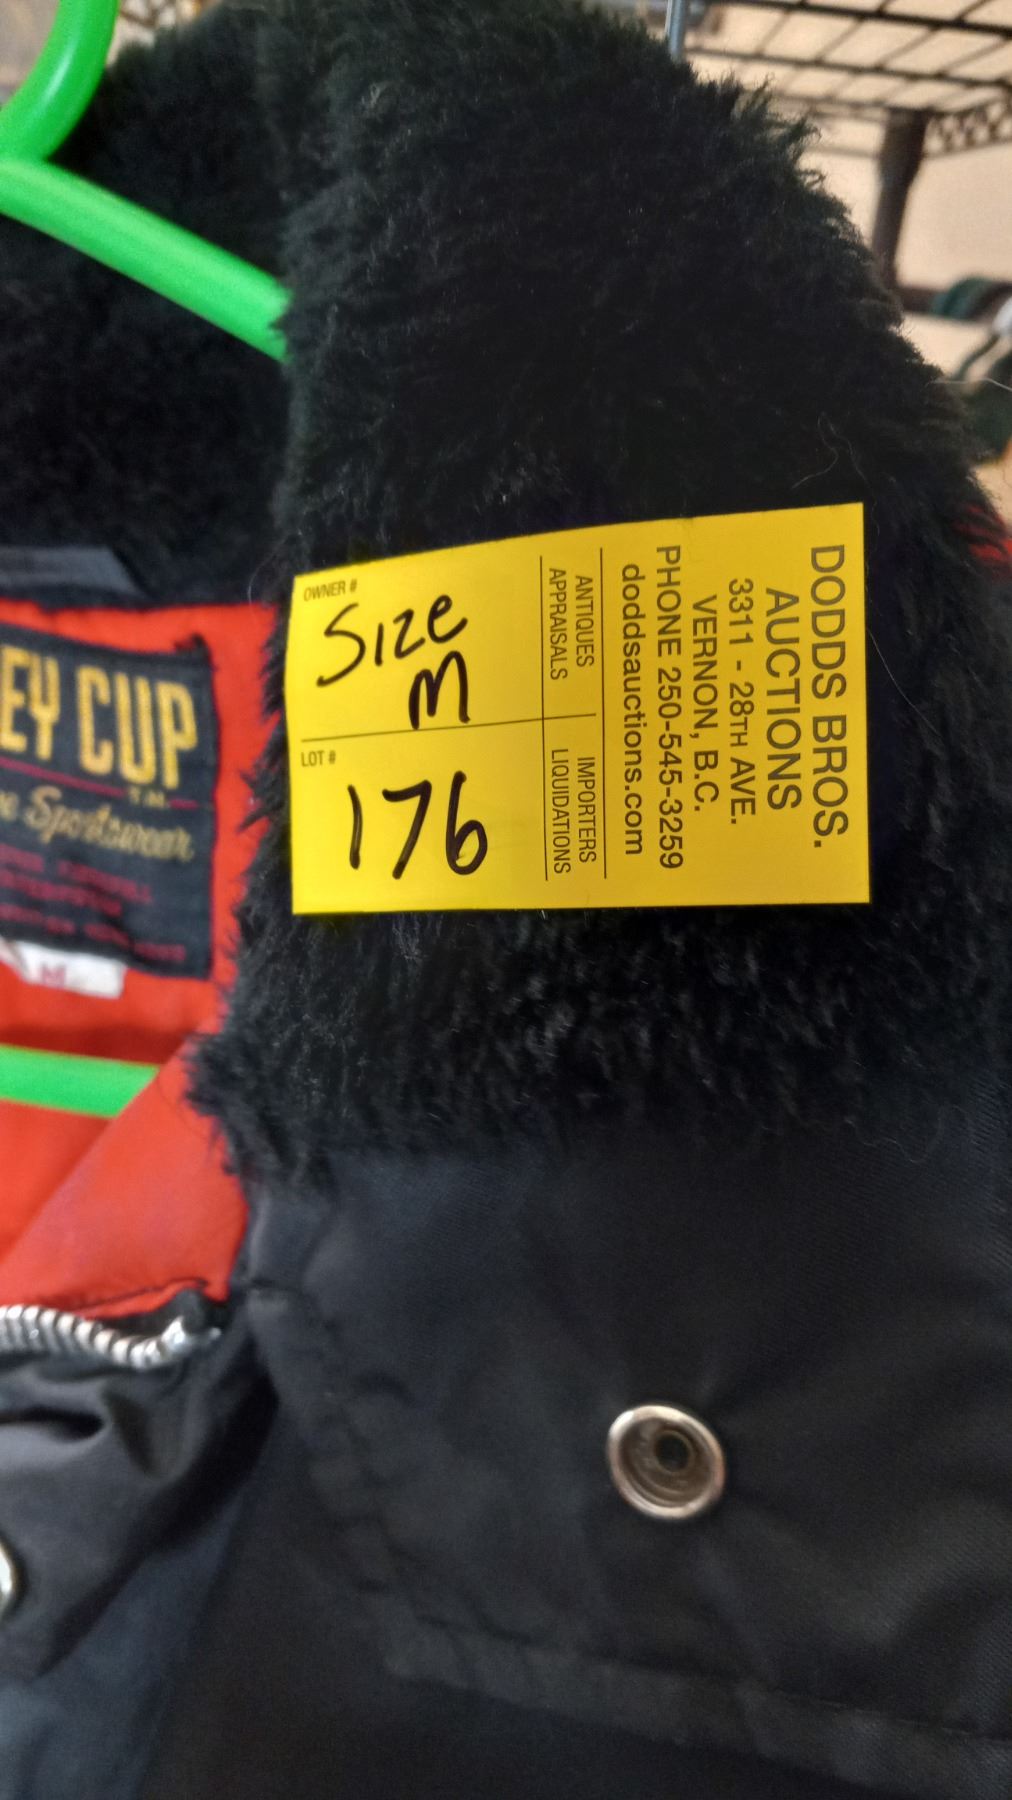 DODDS BROS.
AUCTIONS
3311 - 28TH AVE.
VERNON, B.C.
PHONE 250-545-3259
doddsauctions.com
ANTIQUES
APPRAISALS
IMPORTERS
LIQUIDATIONS
OWNER #
Size
M
LOT #
176
EY CUP
T.M.
Sportswear
M